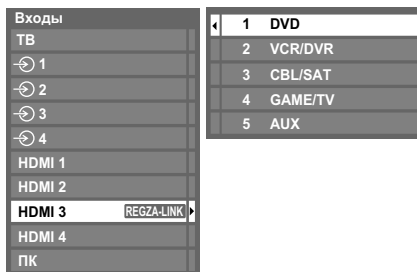 Входы
ТВ
1
2
3
4
HDMI 1
HDMI 2
HDMI 3 REGZA-LINK
HDMI 4
ПК
1 DVD
2 VCR/DVR
3 CBL/SAT
4 GAME/TV
5 AUX